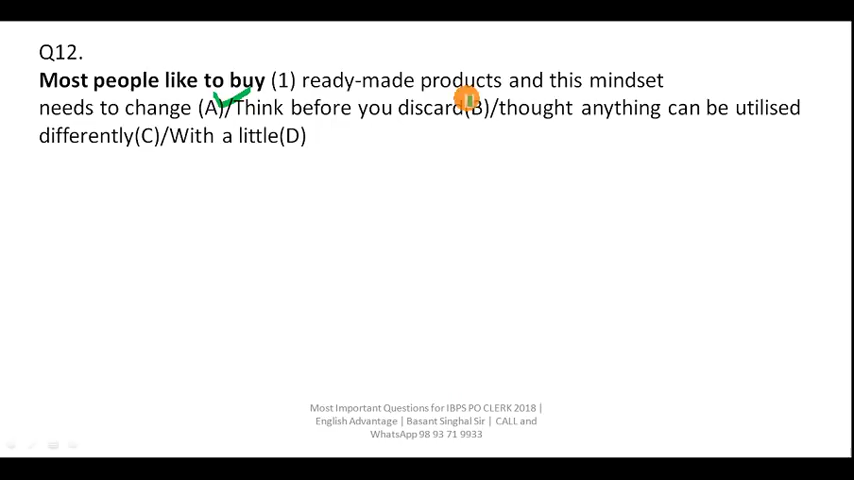 Q12.
Most people like to buy (1) ready-made products and this mindset
needs to change (A)/Think before you discard(B)/thought anything can be utilised
differently(C)/With a little(D)
Most Important Questions for IBPS PO CLERK 2018 |
English Advantage | Basant Singhal Sir | CALL and
WhatsApp 98 93 71 9933